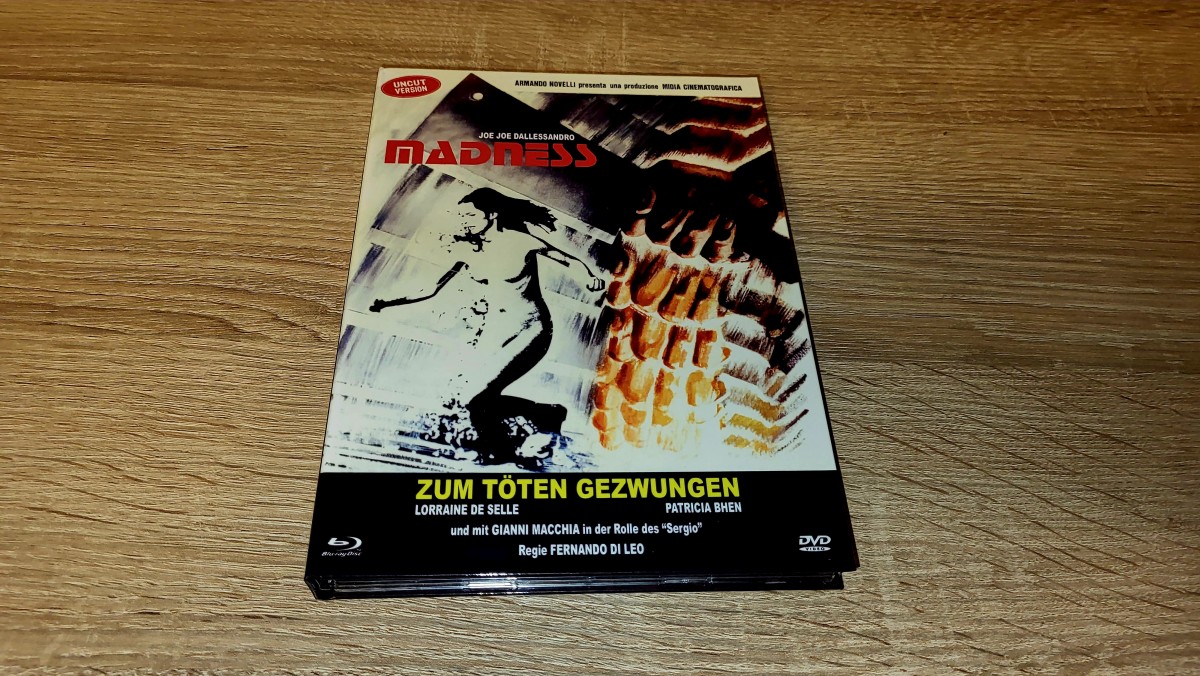 UNCUT
VERSION
ARMANDO NOVELLI presenta una produzione MIDIA CINEMATOGRAFICA
JOE JOE DALLESSANDRO
MADNESS
ZUM TÖTEN GEZWUNGEN
LORRAINE DE SELLE PATRICIA BHEN
und mit GIANNI MACCHIA in der Rolle des “Sergio”
Regie FERNANDO DI LEO
Blu-ray Disc
DVD
VIDEO